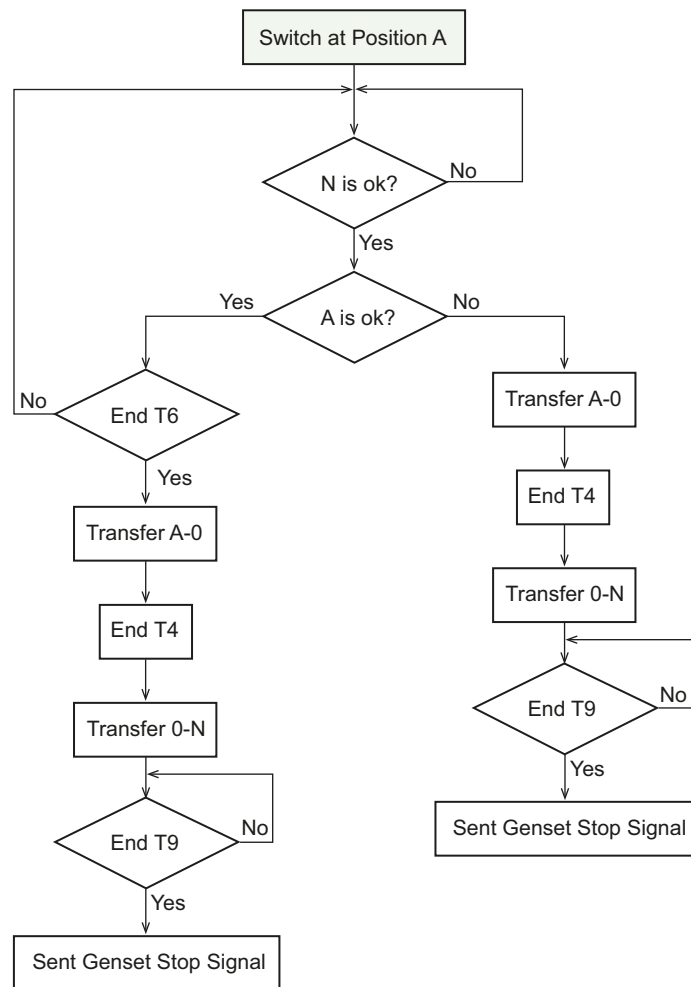 Switch at Position A
N is ok?
No
Yes
A is ok?
Yes
No
End T6
No
Yes
Transfer A-0
End T4
Transfer 0-N
End T9
No
Yes
Sent Genset Stop Signal
Transfer A-0
End T4
Transfer 0-N
End T9
No
Yes
Sent Genset Stop Signal